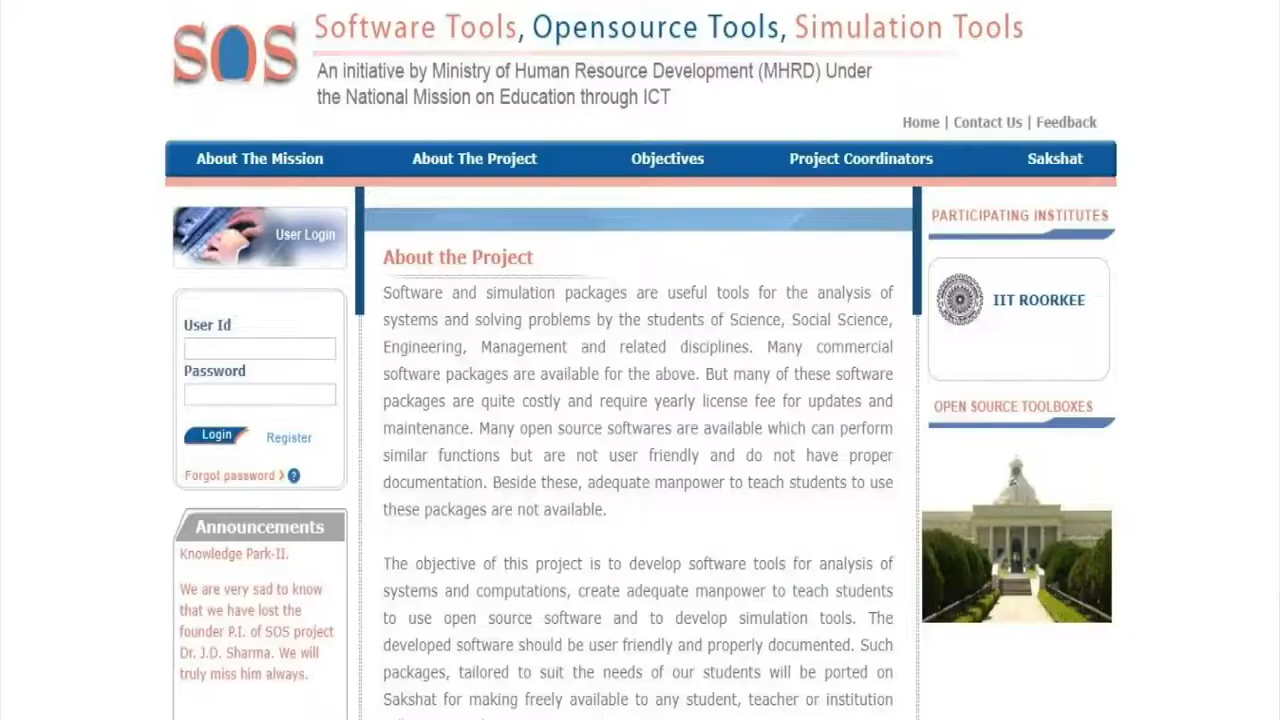 SOS
Software Tools, Opensource Tools, Simulation Tools
An initiative by Ministry of Human Resource Development (MHRD) Under
the National Mission on Education through ICT
Home | Contact Us | Feedback
About The Mission About The Project Objectives Project Coordinators Sakshat
User Login
User Id
Password
Login Register
Forgot password ?
Announcements
Knowledge Park-II.
We are very sad to know
that we have lost the
founder P.I. of SOS project
Dr. J.D. Sharma. We will
truly miss him always.
About the Project
Software and simulation packages are useful tools for the analysis of
systems and solving problems by the students of Science, Social Science,
Engineering, Management and related disciplines. Many commercial
software packages are available for the above. But many of these software
packages are quite costly and require yearly license fee for updates and
maintenance. Many open source softwares are available which can perform
similar functions but are not user friendly and do not have proper
documentation. Beside these, adequate manpower to teach students to use
these packages are not available.
The objective of this project is to develop software tools for analysis of
systems and computations, create adequate manpower to teach students
to use open source software and to develop simulation tools. The
developed software should be user friendly and properly documented. Such
packages, tailored to suit the needs of our students will be ported on
Sakshat for making freely available to any student, teacher or institution
PARTICIPATING INSTITUTES
IIT ROORKEE
OPEN SOURCE TOOLBOXES